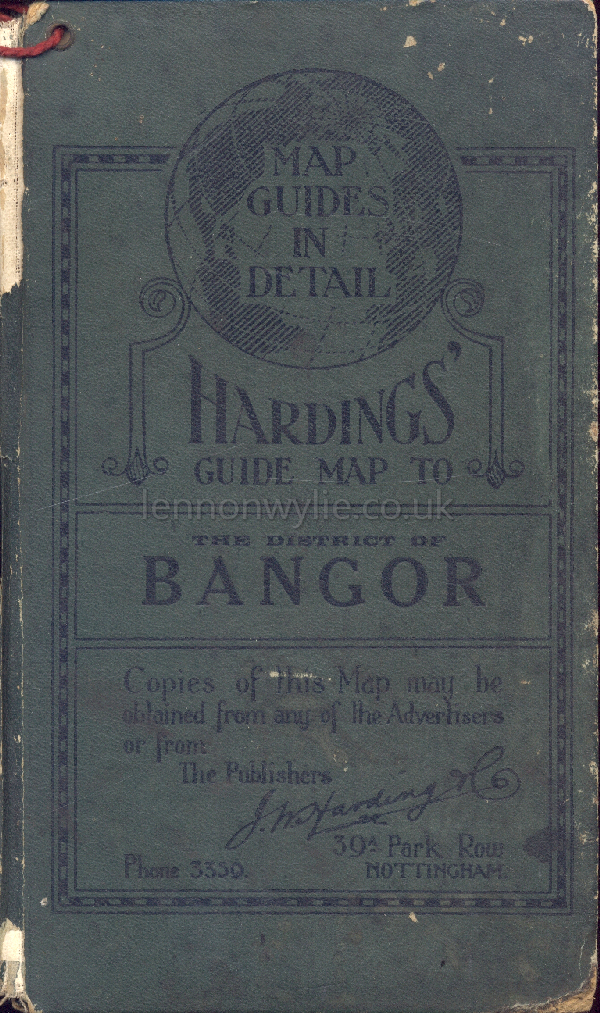 MAP
GUIDES
IN
DETAIL
HARDINGS'
GUIDE MAP TO
lennonwylie.co.uk
THE DISTRICT OF
BANGOR
Copies of this Map may be
obtained from any of the Advertisers
or from
The Publishers
J. W. Harding & Co
39A Park Row
Phone 3350. NOTTINGHAM.